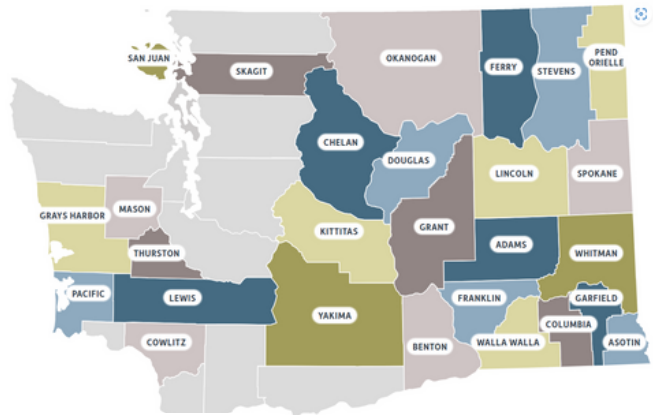 SAN JUAN
SKAGIT
OKANOGAN
FERRY
STEVENS
PEND
ORIELLE
CHELAN
DOUGLAS
LINCOLN
SPOKANE
GRAYS HARBOR
MASON
THURSTON
KITTITAS
GRANT
ADAMS
WHITMAN
PACIFIC
LEWIS
YAKIMA
FRANKLIN
GARFIELD
COLUMBIA
COWLITZ
BENTON
WALLA WALLA
ASOTIN